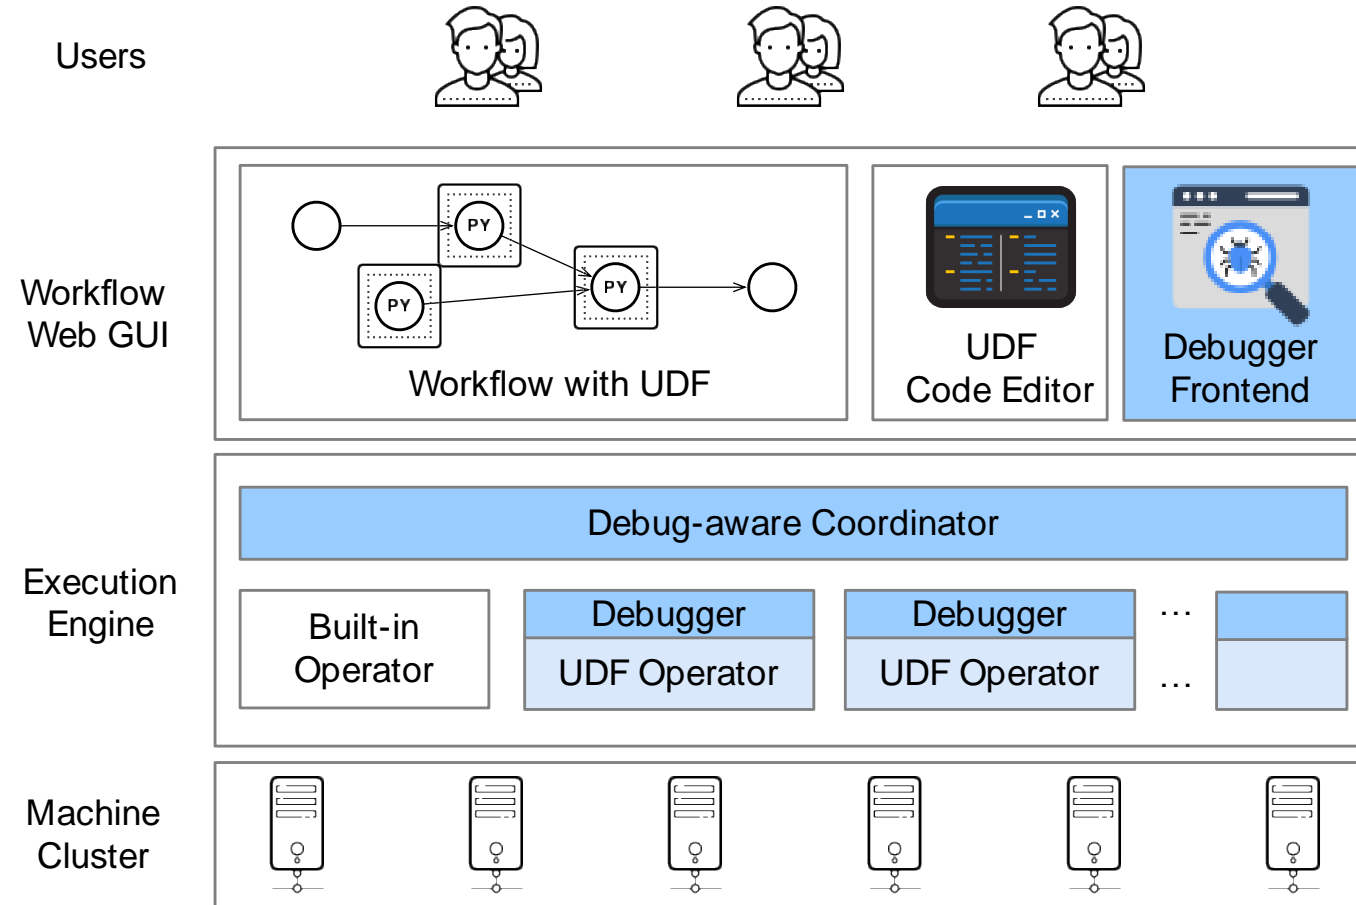 Users
Workflow
Web GUI
PY
PY
PY
Workflow with UDF
UDF
Code Editor
Debugger
Frontend
Execution
Engine
Debug-aware Coordinator
Built-in
Operator
Debugger
UDF Operator
Debugger
UDF Operator
...
...
Machine
Cluster